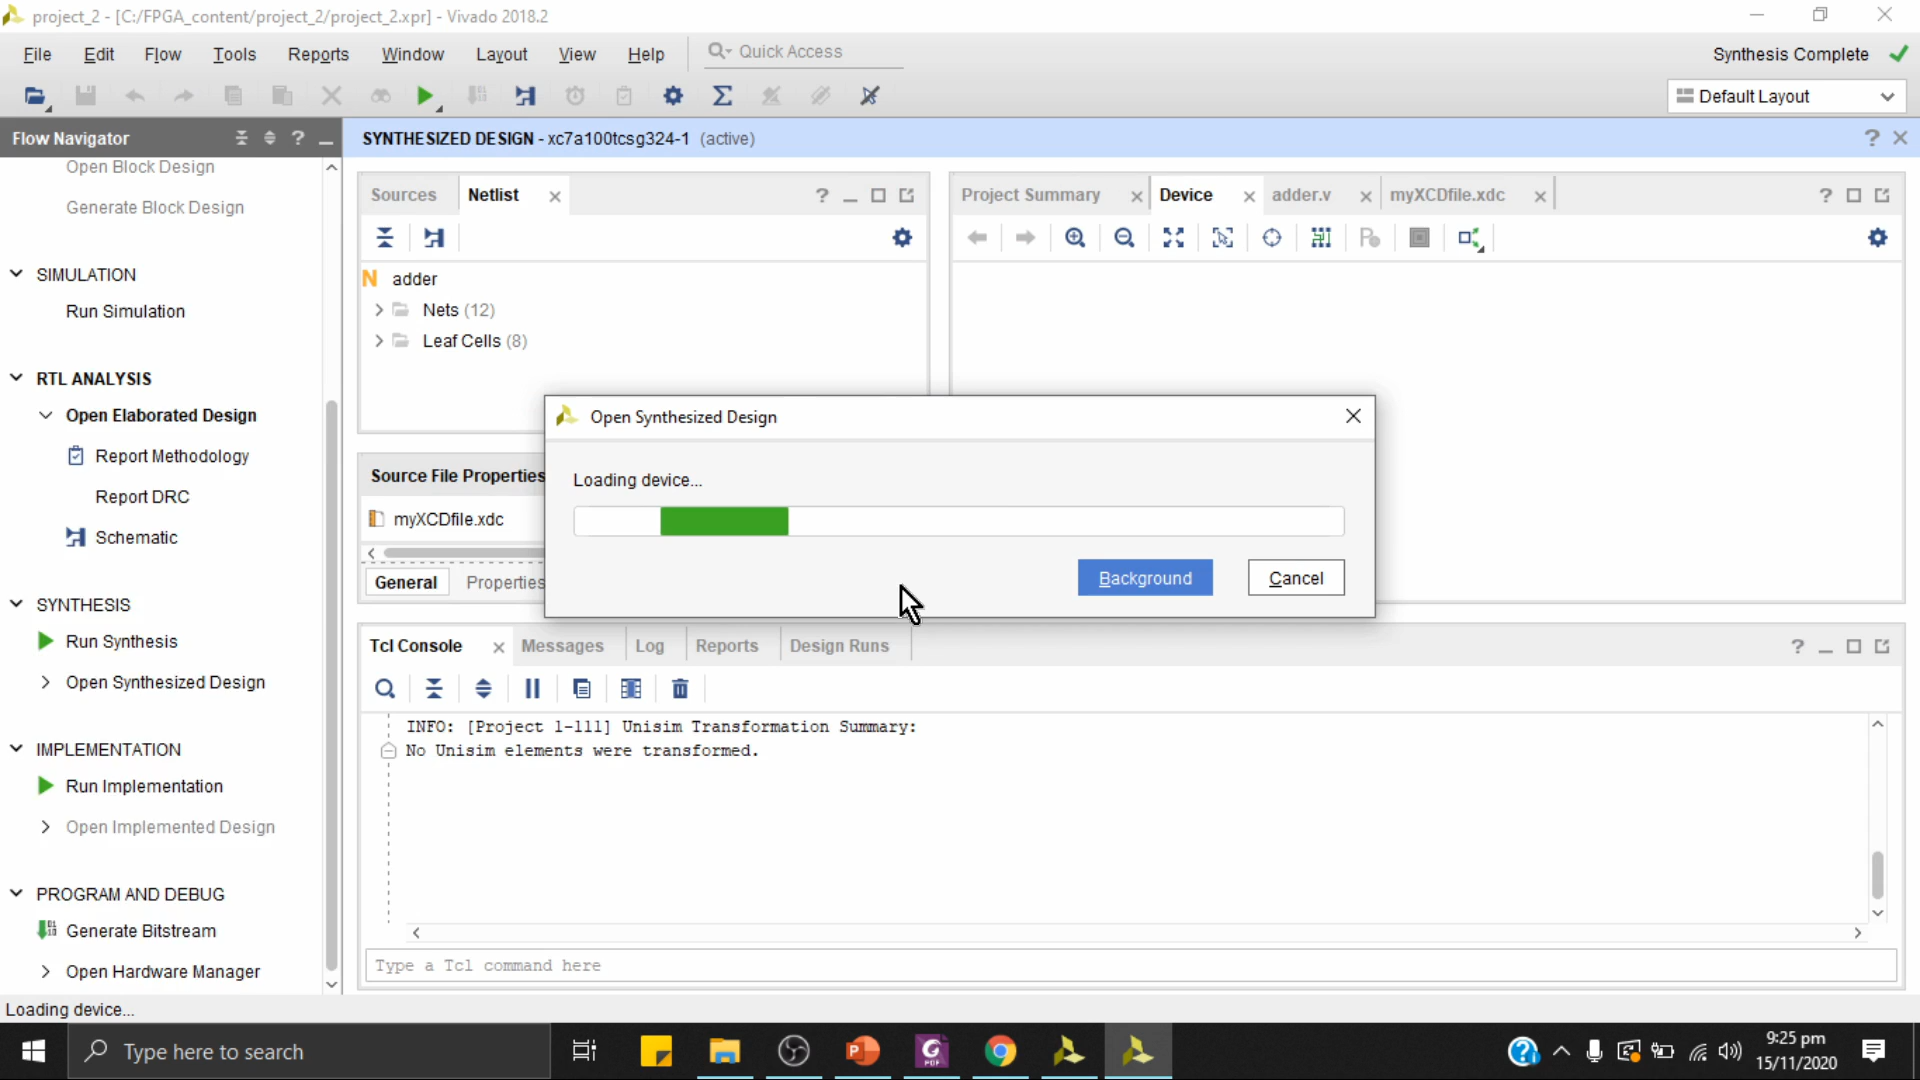 project_2 - [C:/FPGA_content/project_2/project_2.xpr] - Vivado 2018.2
File Edit Flow Tools Reports Window Layout View Help Quick Access
Synthesis Complete
Default Layout
Flow Navigator
SYNTHESIZED DESIGN - xc7a100tcsg324-1 (active)
Open Block Design
Generate Block Design
SIMULATION
Run Simulation
RTL ANALYSIS
Open Elaborated Design
Report Methodology
Report DRC
Schematic
SYNTHESIS
Run Synthesis
Open Synthesized Design
IMPLEMENTATION
Run Implementation
Open Implemented Design
PROGRAM AND DEBUG
Generate Bitstream
Open Hardware Manager
Sources Netlist
adder
Nets (12)
Leaf Cells (8)
Source File Properties
myXCDfile.xdc
General Properties
Project Summary Device adder.v myXCDfile.xdc
Open Synthesized Design
Loading device...
Background Cancel
Tcl Console Messages Log Reports Design Runs
INFO: [Project 1-111] Unisim Transformation Summary:
No Unisim elements were transformed.
Type a Tcl command here
Loading device...
Type here to search
9:25 pm
15/11/2020